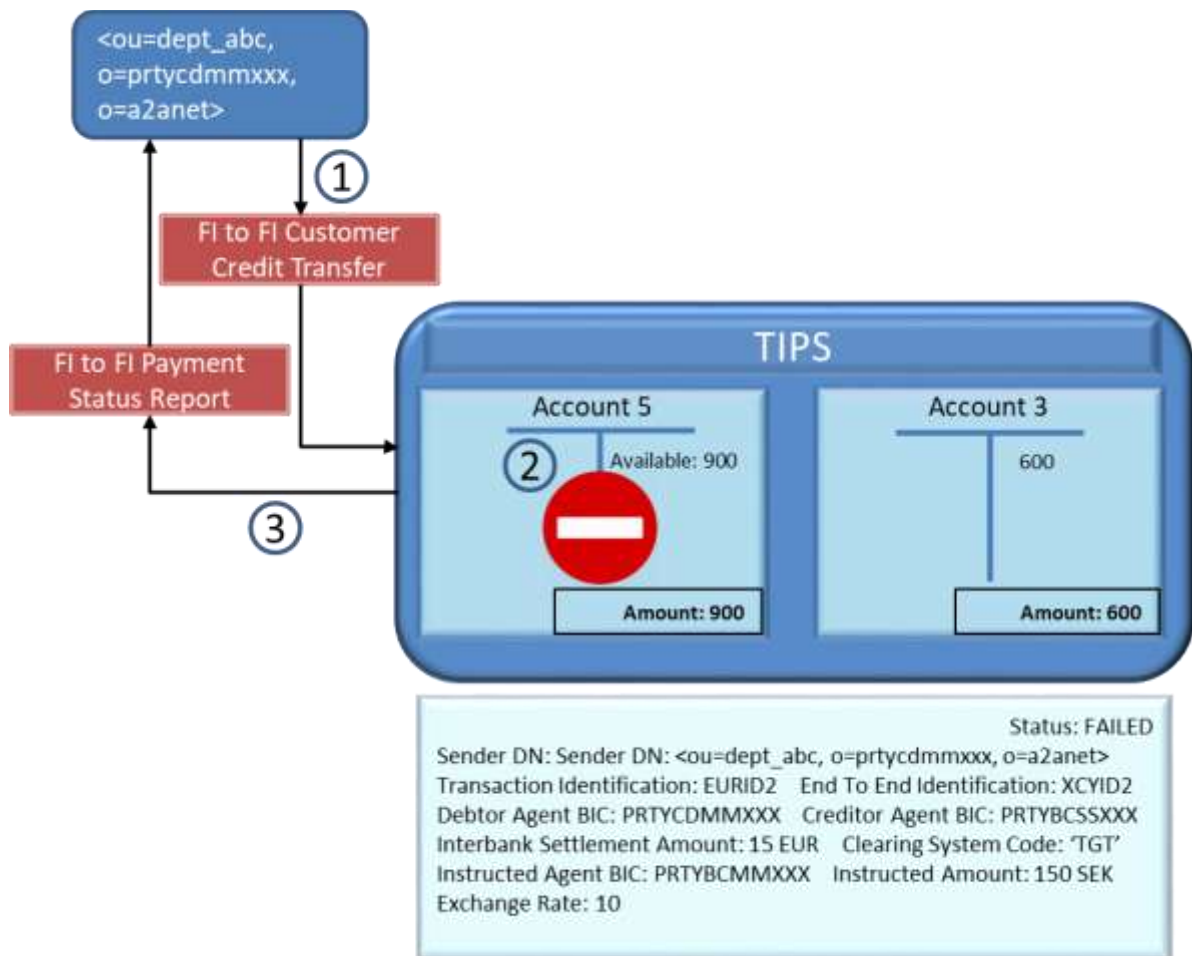 <ou=dept_abc,
o=prtycdmmxxx,
o=a2anet>
1
FI to FI Customer
Credit Transfer
FI to FI Payment
Status Report
3
TIPS
Account 5
2
Available: 900
Amount: 900
Account 3
600
Amount: 600
Status: FAILED
Sender DN: Sender DN: <ou=dept_abc, o=prtycdmmxxx, o=a2anet>
Transaction Identification: EURID2 End To End Identification: XCYID2
Debtor Agent BIC: PRTYCDMMXXX Creditor Agent BIC: PRTYBCSSXXX
Interbank Settlement Amount: 15 EUR Clearing System Code: ‘TGT’
Instructed Agent BIC: PRTYBCMMXXX Instructed Amount: 150 SEK
Exchange Rate: 10